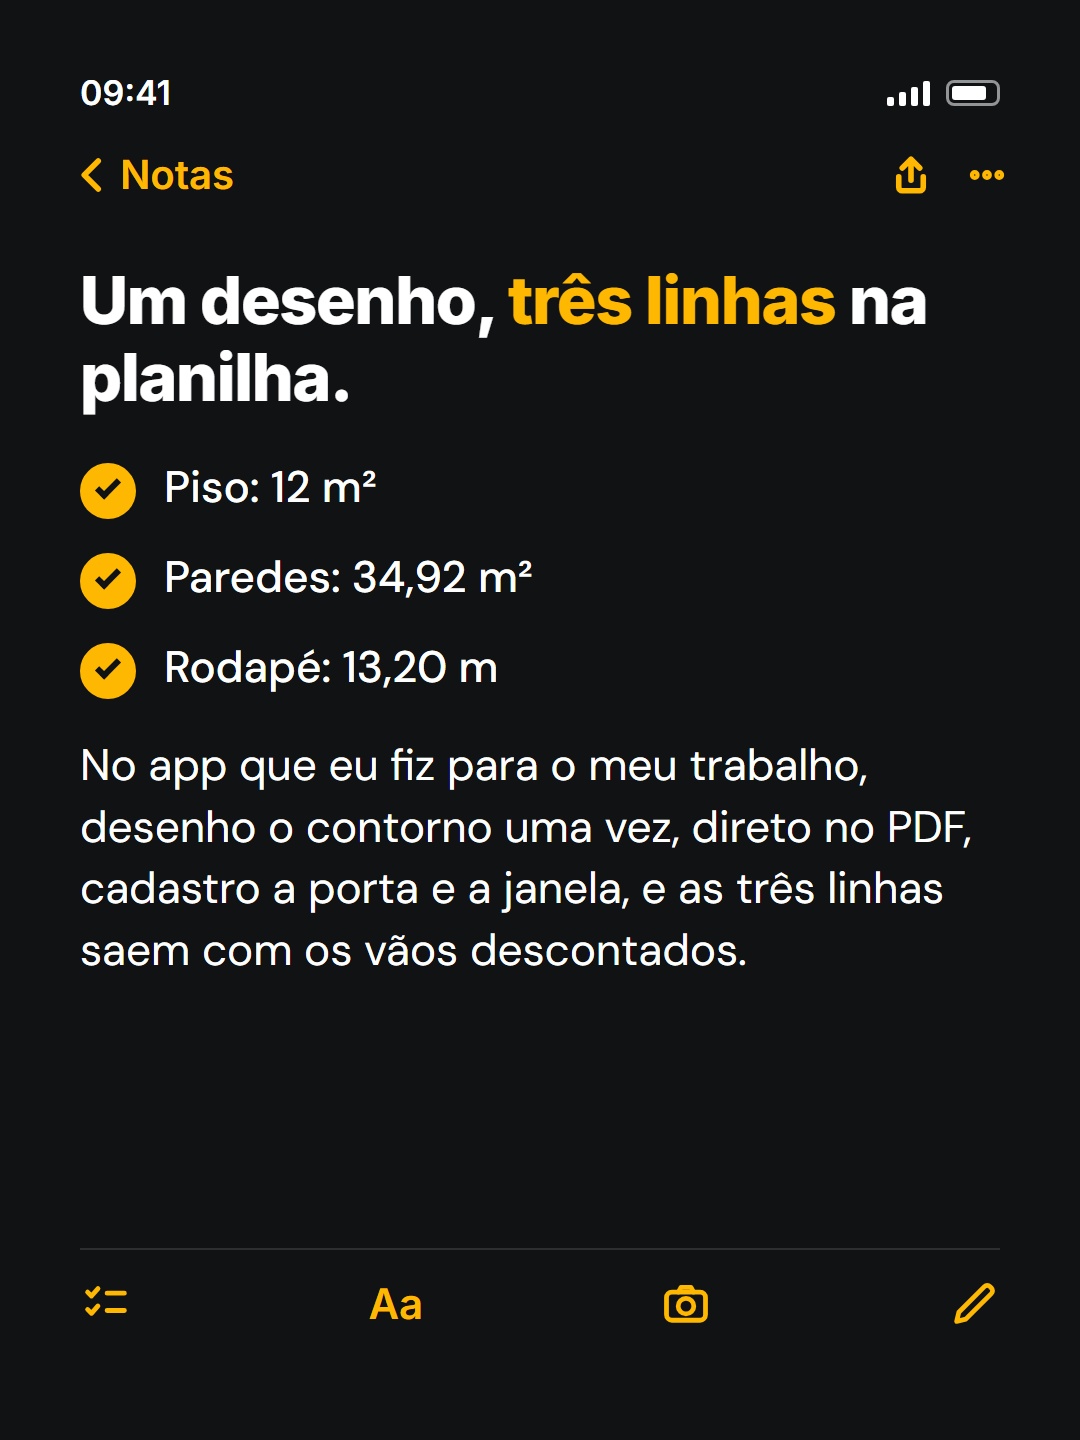 09:41
Notas
Um desenho, três linhas na
planilha.
Piso: 12 m²
Paredes: 34,92 m²
Rodapé: 13,20 m
No app que eu fiz para o meu trabalho,
desenho o contorno uma vez, direto no PDF,
cadastro a porta e a janela, e as três linhas
saem com os vãos descontados.
Aa